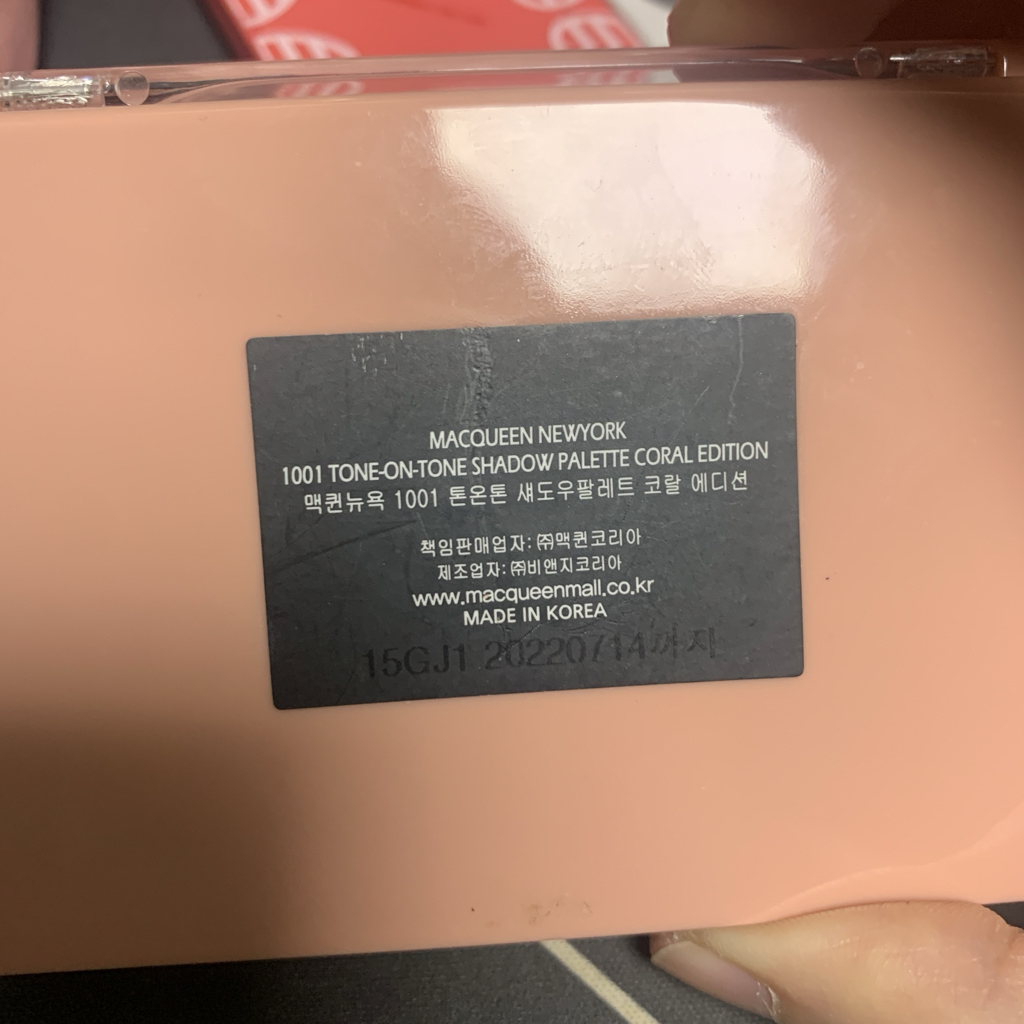 MACQUEEN NEWYORK
1001 TONE-ON-TONE SHADOW PALETTE CORAL EDITION
맥퀸뉴욕 1001 톤온톤 섀도우팔레트 코랄 에디션
책임판매업자: ㈜맥퀸코리아
제조업자: ㈜비앤지코리아
www.macqueenmall.co.kr
MADE IN KOREA
15GJ1 20220714까지